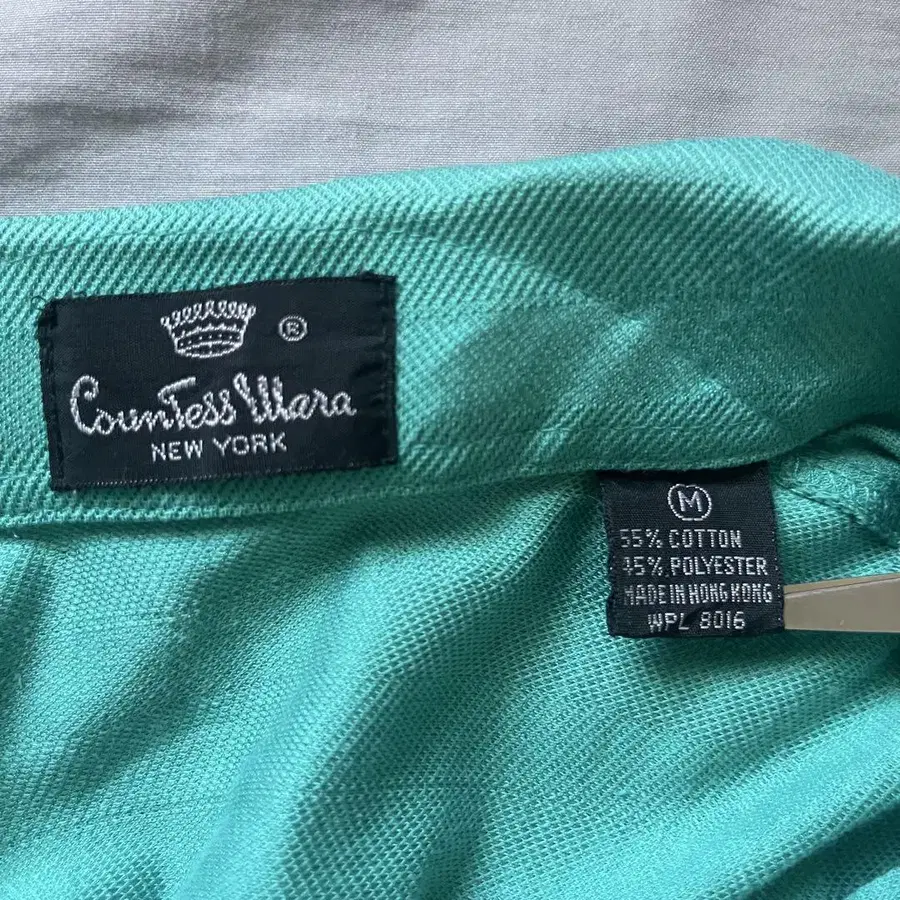 ®
Countess Mara
NEW YORK
M
55% COTTON
45% POLYESTER
MADE IN HONG KONG
WPL 8016